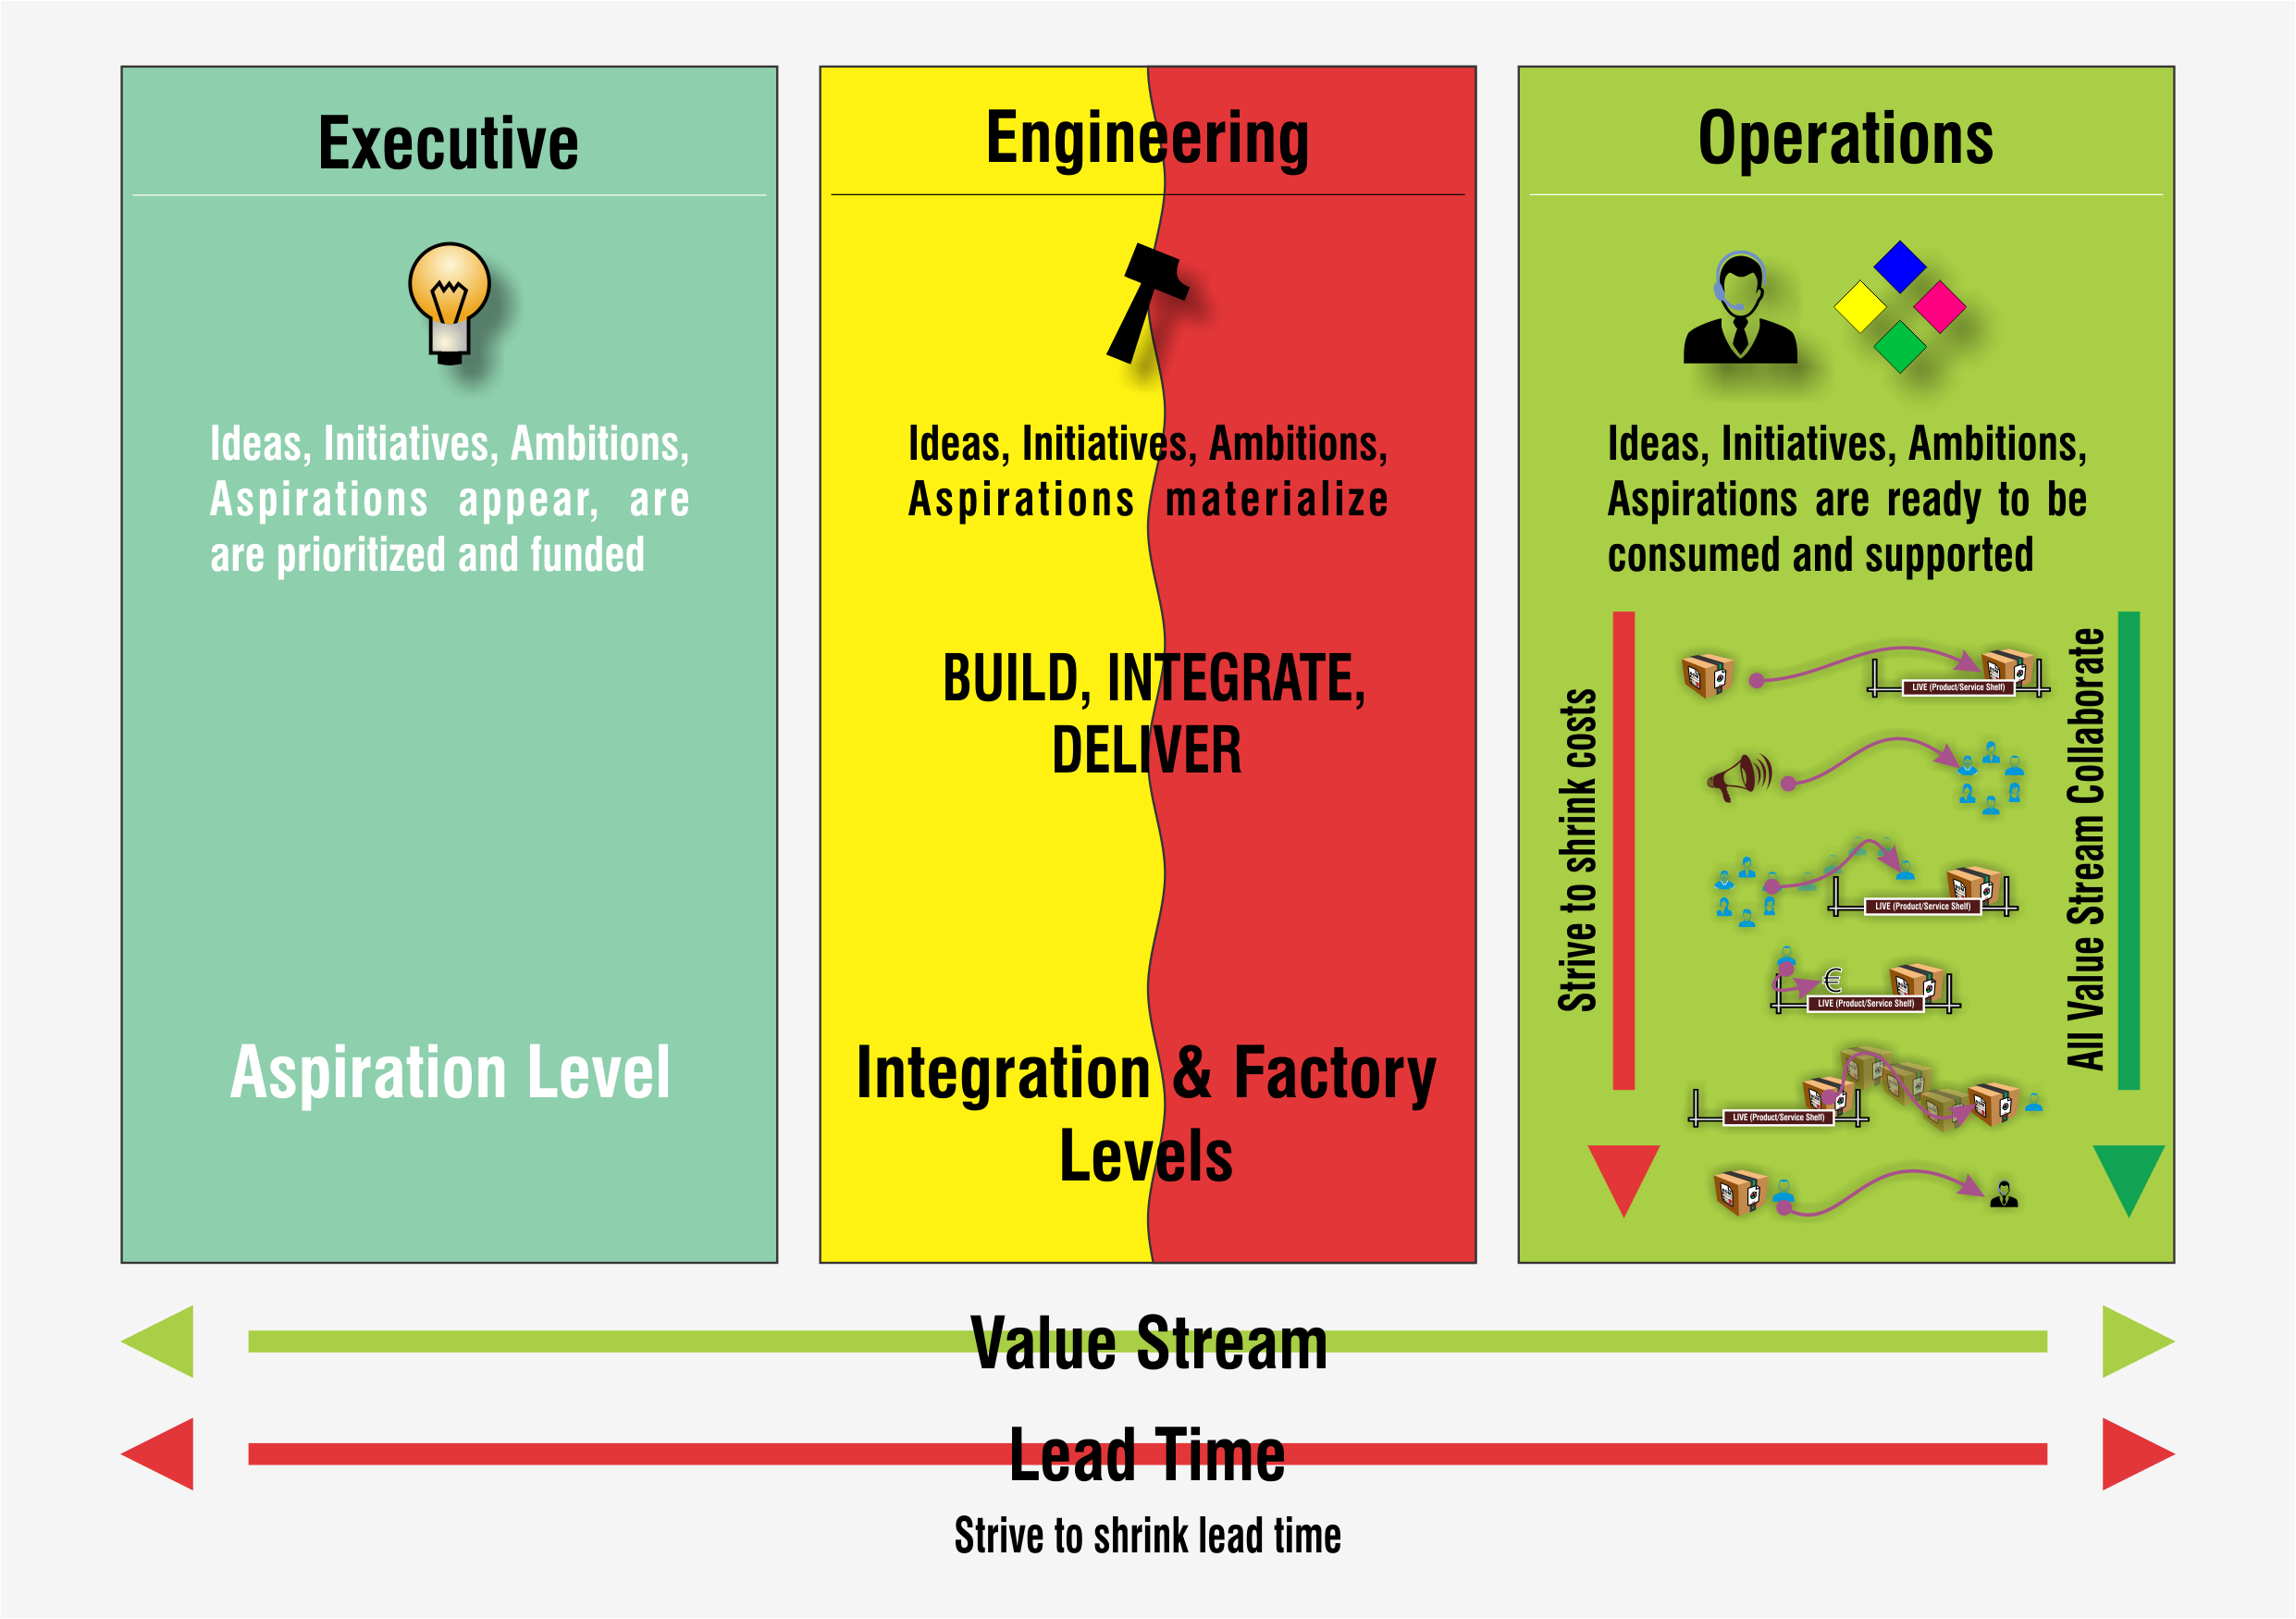 Executive
Ideas, Initiatives, Ambitions,
Aspirations appear, are
are prioritized and funded
Aspiration Level
Engineering
Ideas, Initiatives, Ambitions,
Aspirations materialize
BUILD, INTEGRATE,
DELIVER
Integration & Factory
Levels
Operations
Ideas, Initiatives, Ambitions,
Aspirations are ready to be
consumed and supported
Strive to shrink costs
LIVE (Product/Service Shelf)
LIVE (Product/Service Shelf)
€
LIVE (Product/Service Shelf)
LIVE (Product/Service Shelf)
All Value Stream Collaborate
Value Stream
Lead Time
Strive to shrink lead time